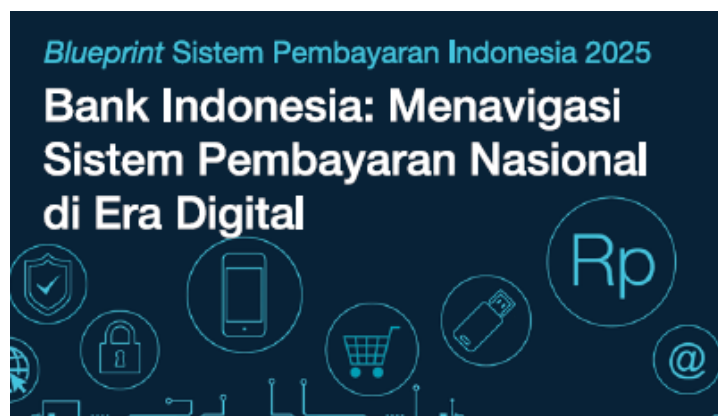 Blueprint Sistem Pembayaran Indonesia 2025
Bank Indonesia: Menavigasi
Sistem Pembayaran Nasional
di Era Digital
Rp
@